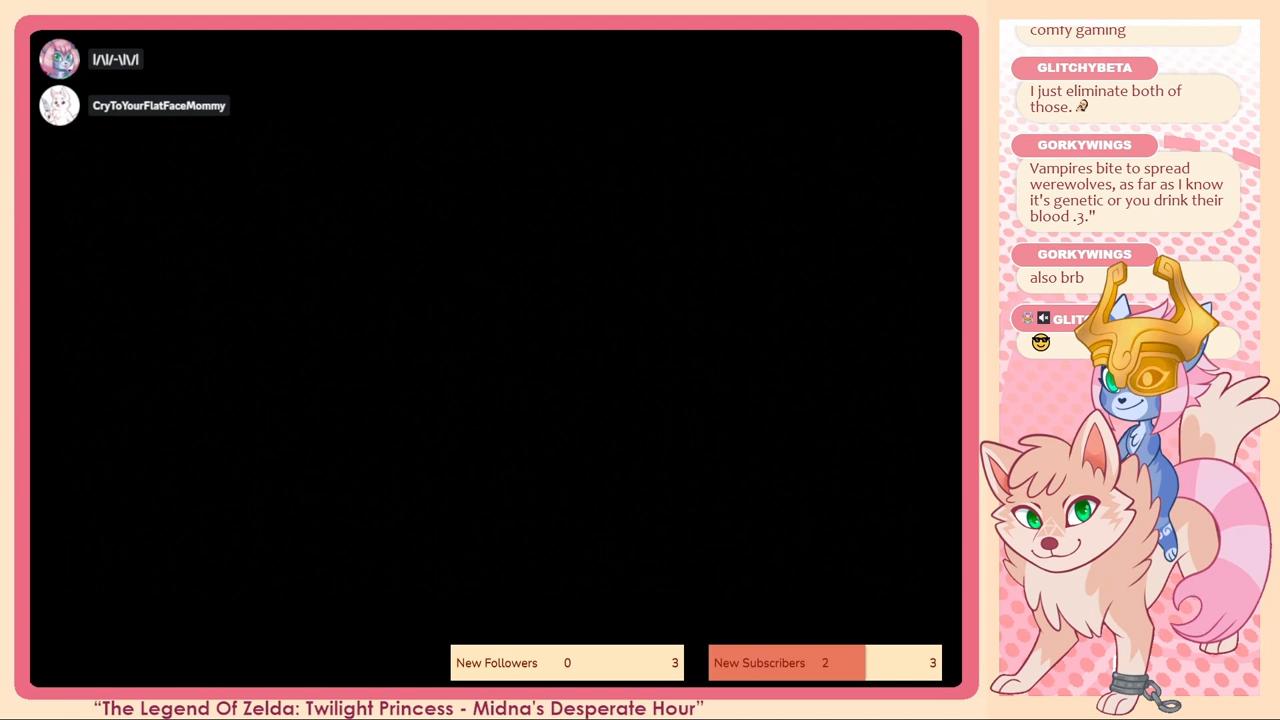 I/\I/-\I\/I
CryToYourFlatFaceMommy
New Followers 0 3
New Subscribers 2 3
“The Legend Of Zelda: Twilight Princess - Midna's Desperate Hour”
comfy gaming
GLITCHYBETA
I just eliminate both of
those.
GORKYWINGS
Vampires bite to spread
werewolves, as far as I know
it's genetic or you drink their
blood .3."
GORKYWINGS
also brb